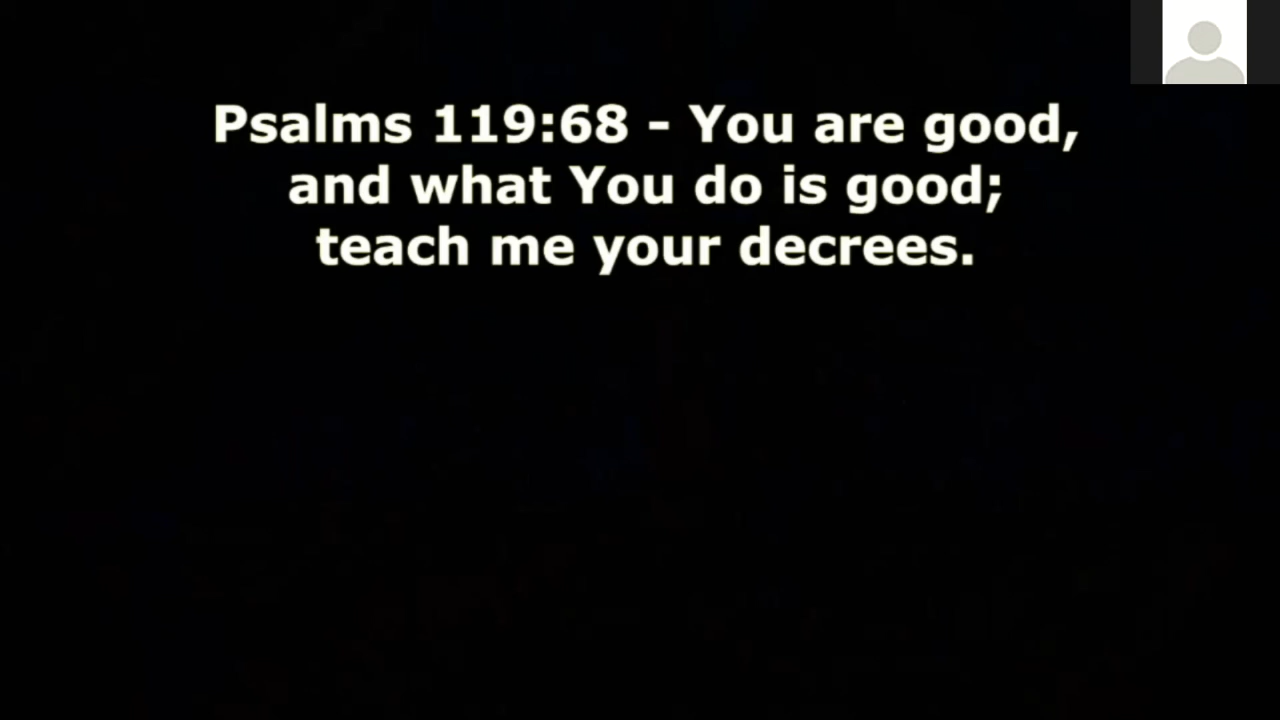 Psalms 119:68 - You are good,
and what You do is good;
teach me your decrees.